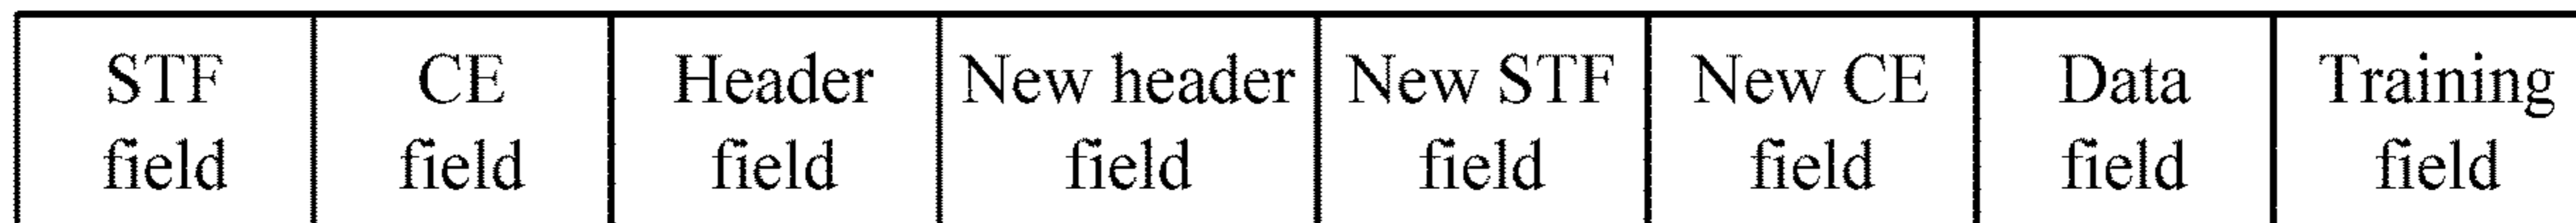 STF field
CE field
Header field
New header field
New STF field
New CE field
Data field
Training field